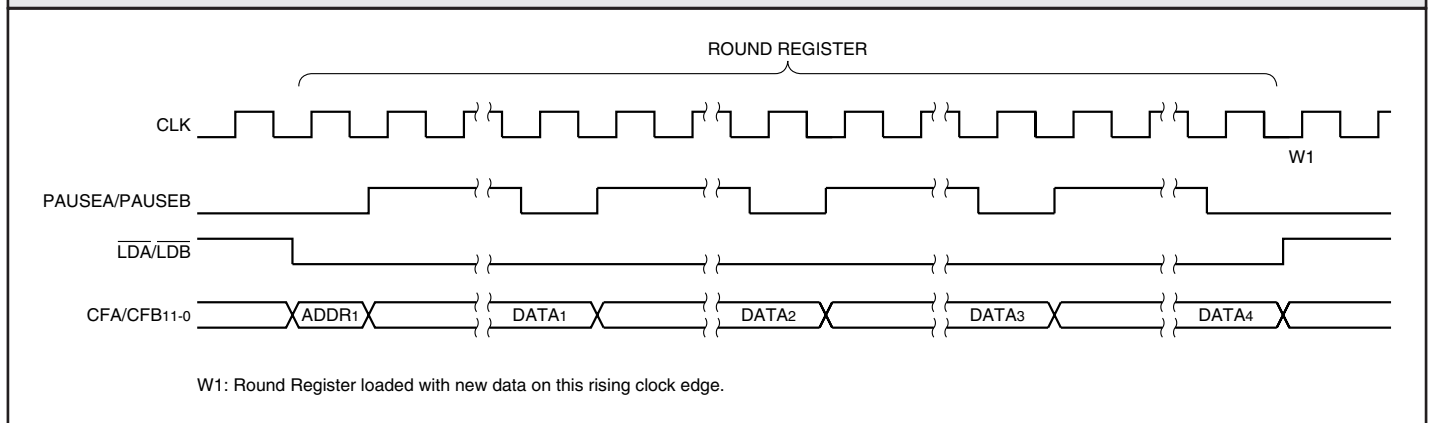 ROUND REGISTER
CLK
W1
PAUSEA/PAUSEB
LDA/LDB
CFA/CFB11-0
ADDR1
DATA1
DATA2
DATA3
DATA4
W1: Round Register loaded with new data on this rising clock edge.